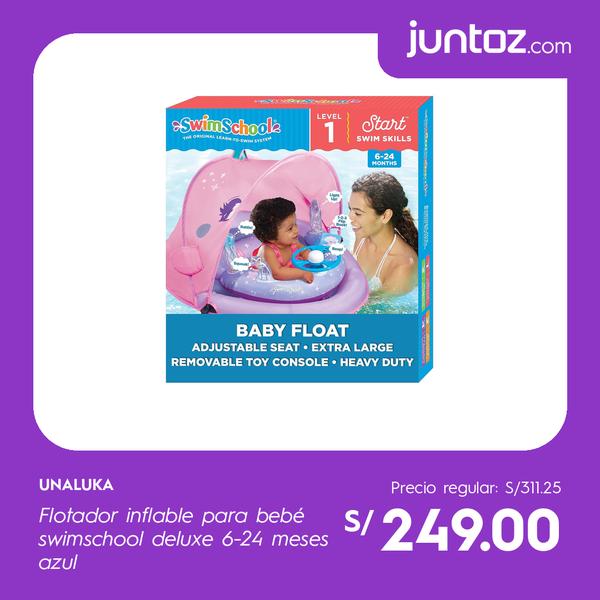 juntoz.com
SwimSchool
THE ORIGINAL LEARN-TO-SWIM SYSTEM
LEVEL
1
Start
SWIM SKILLS
6-24
MONTHS
BABY FLOAT
ADJUSTABLE SEAT • EXTRA LARGE
REMOVABLE TOY CONSOLE • HEAVY DUTY
UNALUKA
Flotador inflable para bebé
swimschool deluxe 6-24 meses
azul
Precio regular: S/311.25
S/249.00